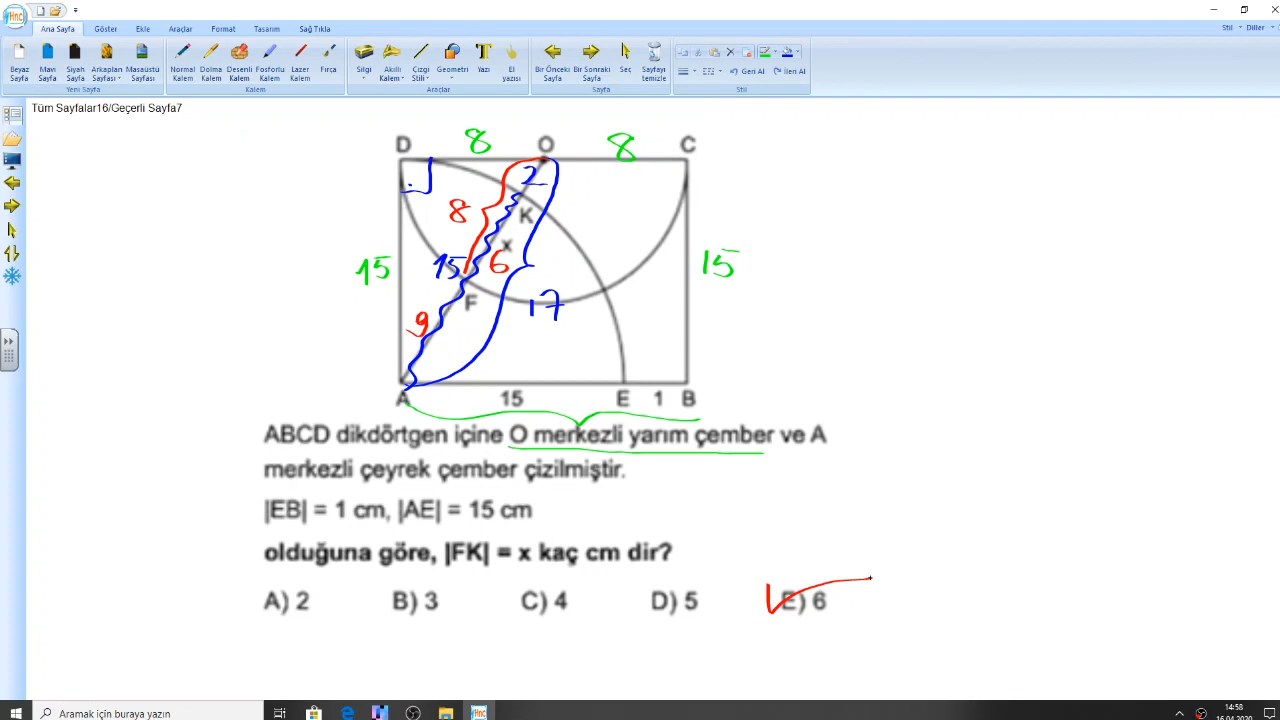 Hnc
Ana Sayfa Göster Ekle Araçlar Format Tasarım Sağ Tıkla
Stil Diller
Beyaz Sayfa Mavi Sayfa Siyah Sayfa Arkaplan Sayfası Masaüstü Sayfası
Normal Kalem Dolma Kalem Desenli Kalem Fosforlu Kalem Lazer Kalem Fırça
Silgi Akıllı Kalem Çizgi Stili Geometri Yazı El yazısı
Bir Önceki Sayfa Bir Sonraki Sayfa Seç Sayfayı temizle
Geri Al İleri Al
Yeni Sayfa Kalem Araçlar Sayfa Stil
Tüm Sayfalar16/Geçerli Sayfa7
8 8
D O C
2
8 K
x
15 15 6 15
F 17
9
A 15 E 1 B
ABCD dikdörtgen içine O merkezli yarım çember ve A
merkezli çeyrek çember çizilmiştir.
|EB| = 1 cm, |AE| = 15 cm
olduğuna göre, |FK| = x kaç cm dir?
A) 2 B) 3 C) 4 D) 5 E) 6
Aramak için buraya yazın
14:58
16.04.2020